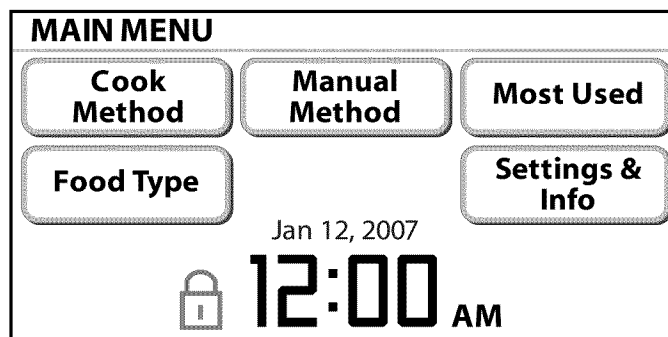 MAIN MENU
Cook
Method
Manual
Method
Most Used
Food Type
Settings &
Info
Jan 12, 2007
12:00 AM